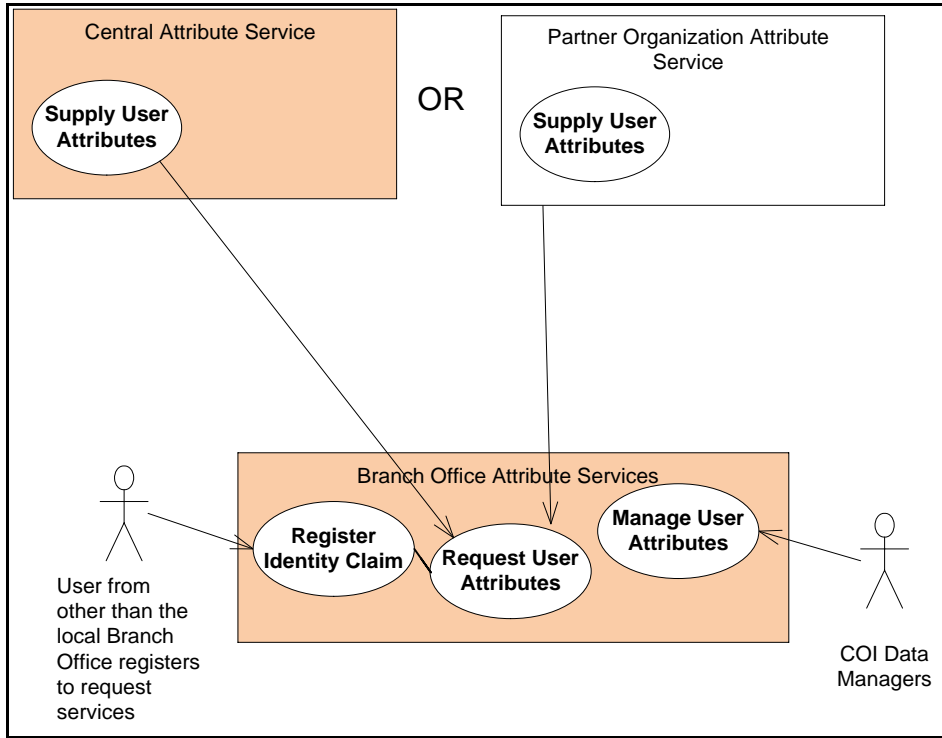 Central Attribute Service
Supply User
Attributes
OR
Partner Organization Attribute
Service
Supply User
Attributes
Branch Office Attribute Services
Register
Identity Claim
Request User
Attributes
Manage User
Attributes
User from
other than the
local Branch
Office registers
to request
services
COI Data
Managers